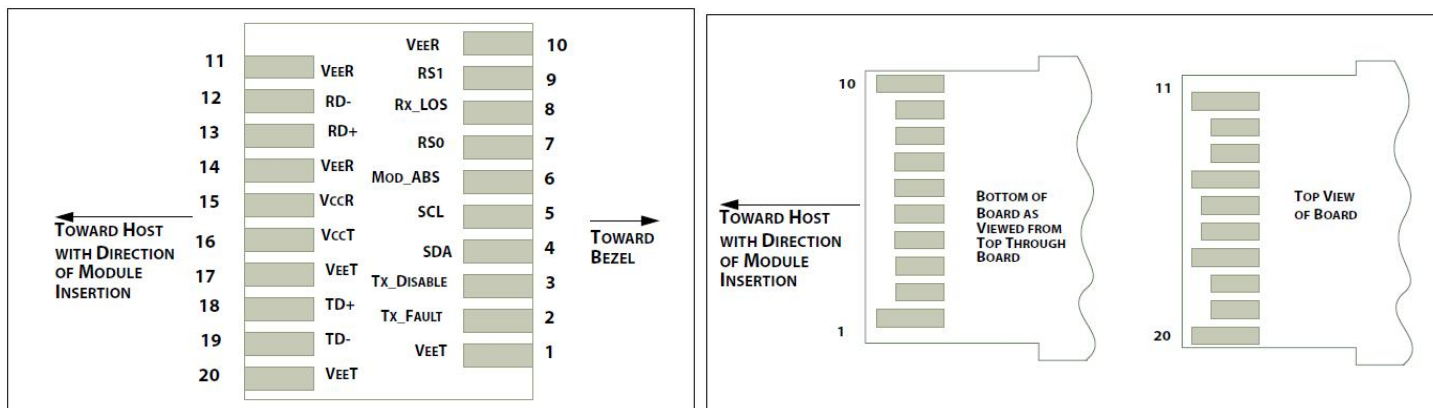 VEER 10
11 VEER RS1 9
12 RD- RX_LOS 8
13 RD+ RS0 7
14 VEER MOD_ABS 6
15 VCCR SCL 5
16 VCCT SDA 4
17 VEET TX_DISABLE 3
18 TD+ TX_FAULT 2
19 TD- VEET 1
20 VEET
TOWARD HOST
WITH DIRECTION
OF MODULE
INSERTION
TOWARD
BEZEL
10
1
TOWARD HOST
WITH DIRECTION
OF MODULE
INSERTION
BOTTOM OF
BOARD AS
VIEWED FROM
TOP THROUGH
BOARD
11
20
TOP VIEW
OF BOARD